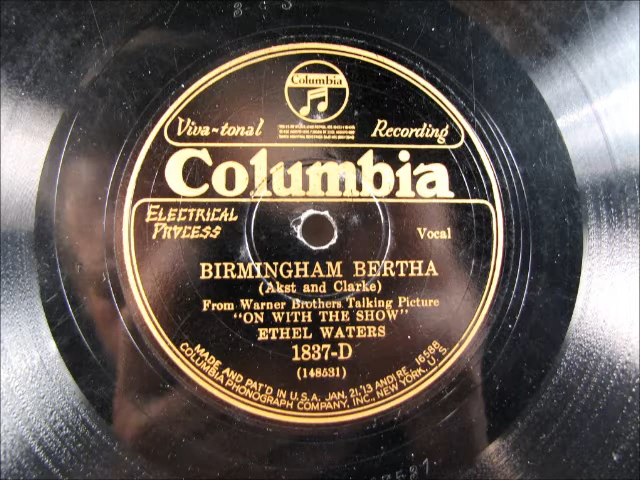 Columbia
Viva-tonal Recording
Columbia
ELECTRICAL
PROCESS
Vocal
BIRMINGHAM BERTHA
(Akst and Clarke)
From Warner Brothers Talking Picture
"ON WITH THE SHOW"
ETHEL WATERS
1837-D
(148531)
MADE AND PAT'D IN U.S.A. JAN. 21, '13 AND RE. 16588
COLUMBIA PHONOGRAPH COMPANY, INC., NEW YORK, U. S.